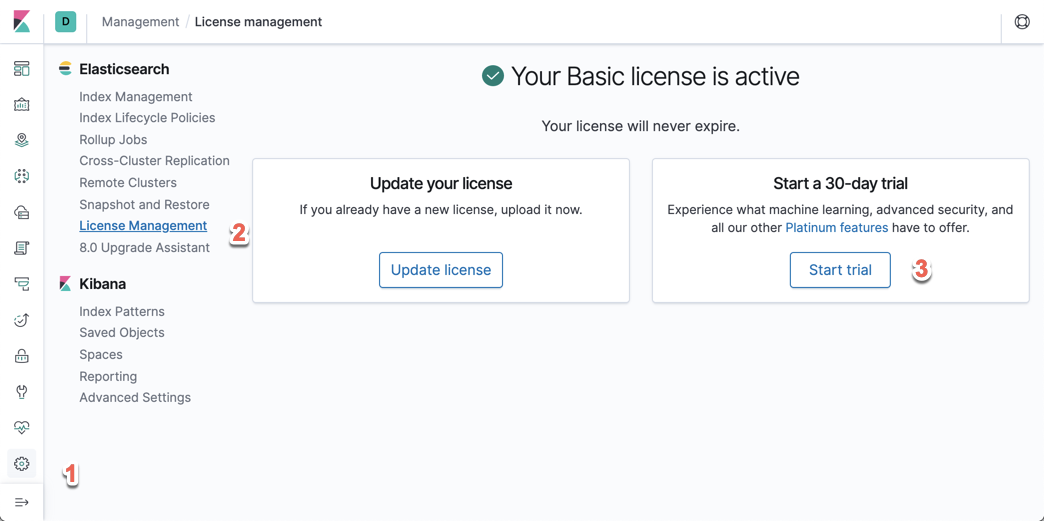 D
Management / License management
Elasticsearch
Index Management
Index Lifecycle Policies
Rollup Jobs
Cross-Cluster Replication
Remote Clusters
Snapshot and Restore
License Management
8.0 Upgrade Assistant
2
Kibana
Index Patterns
Saved Objects
Spaces
Reporting
Advanced Settings
1
Your Basic license is active
Your license will never expire.
Update your license
If you already have a new license, upload it now.
Update license
Start a 30-day trial
Experience what machine learning, advanced security, and
all our other Platinum features have to offer.
Start trial
3